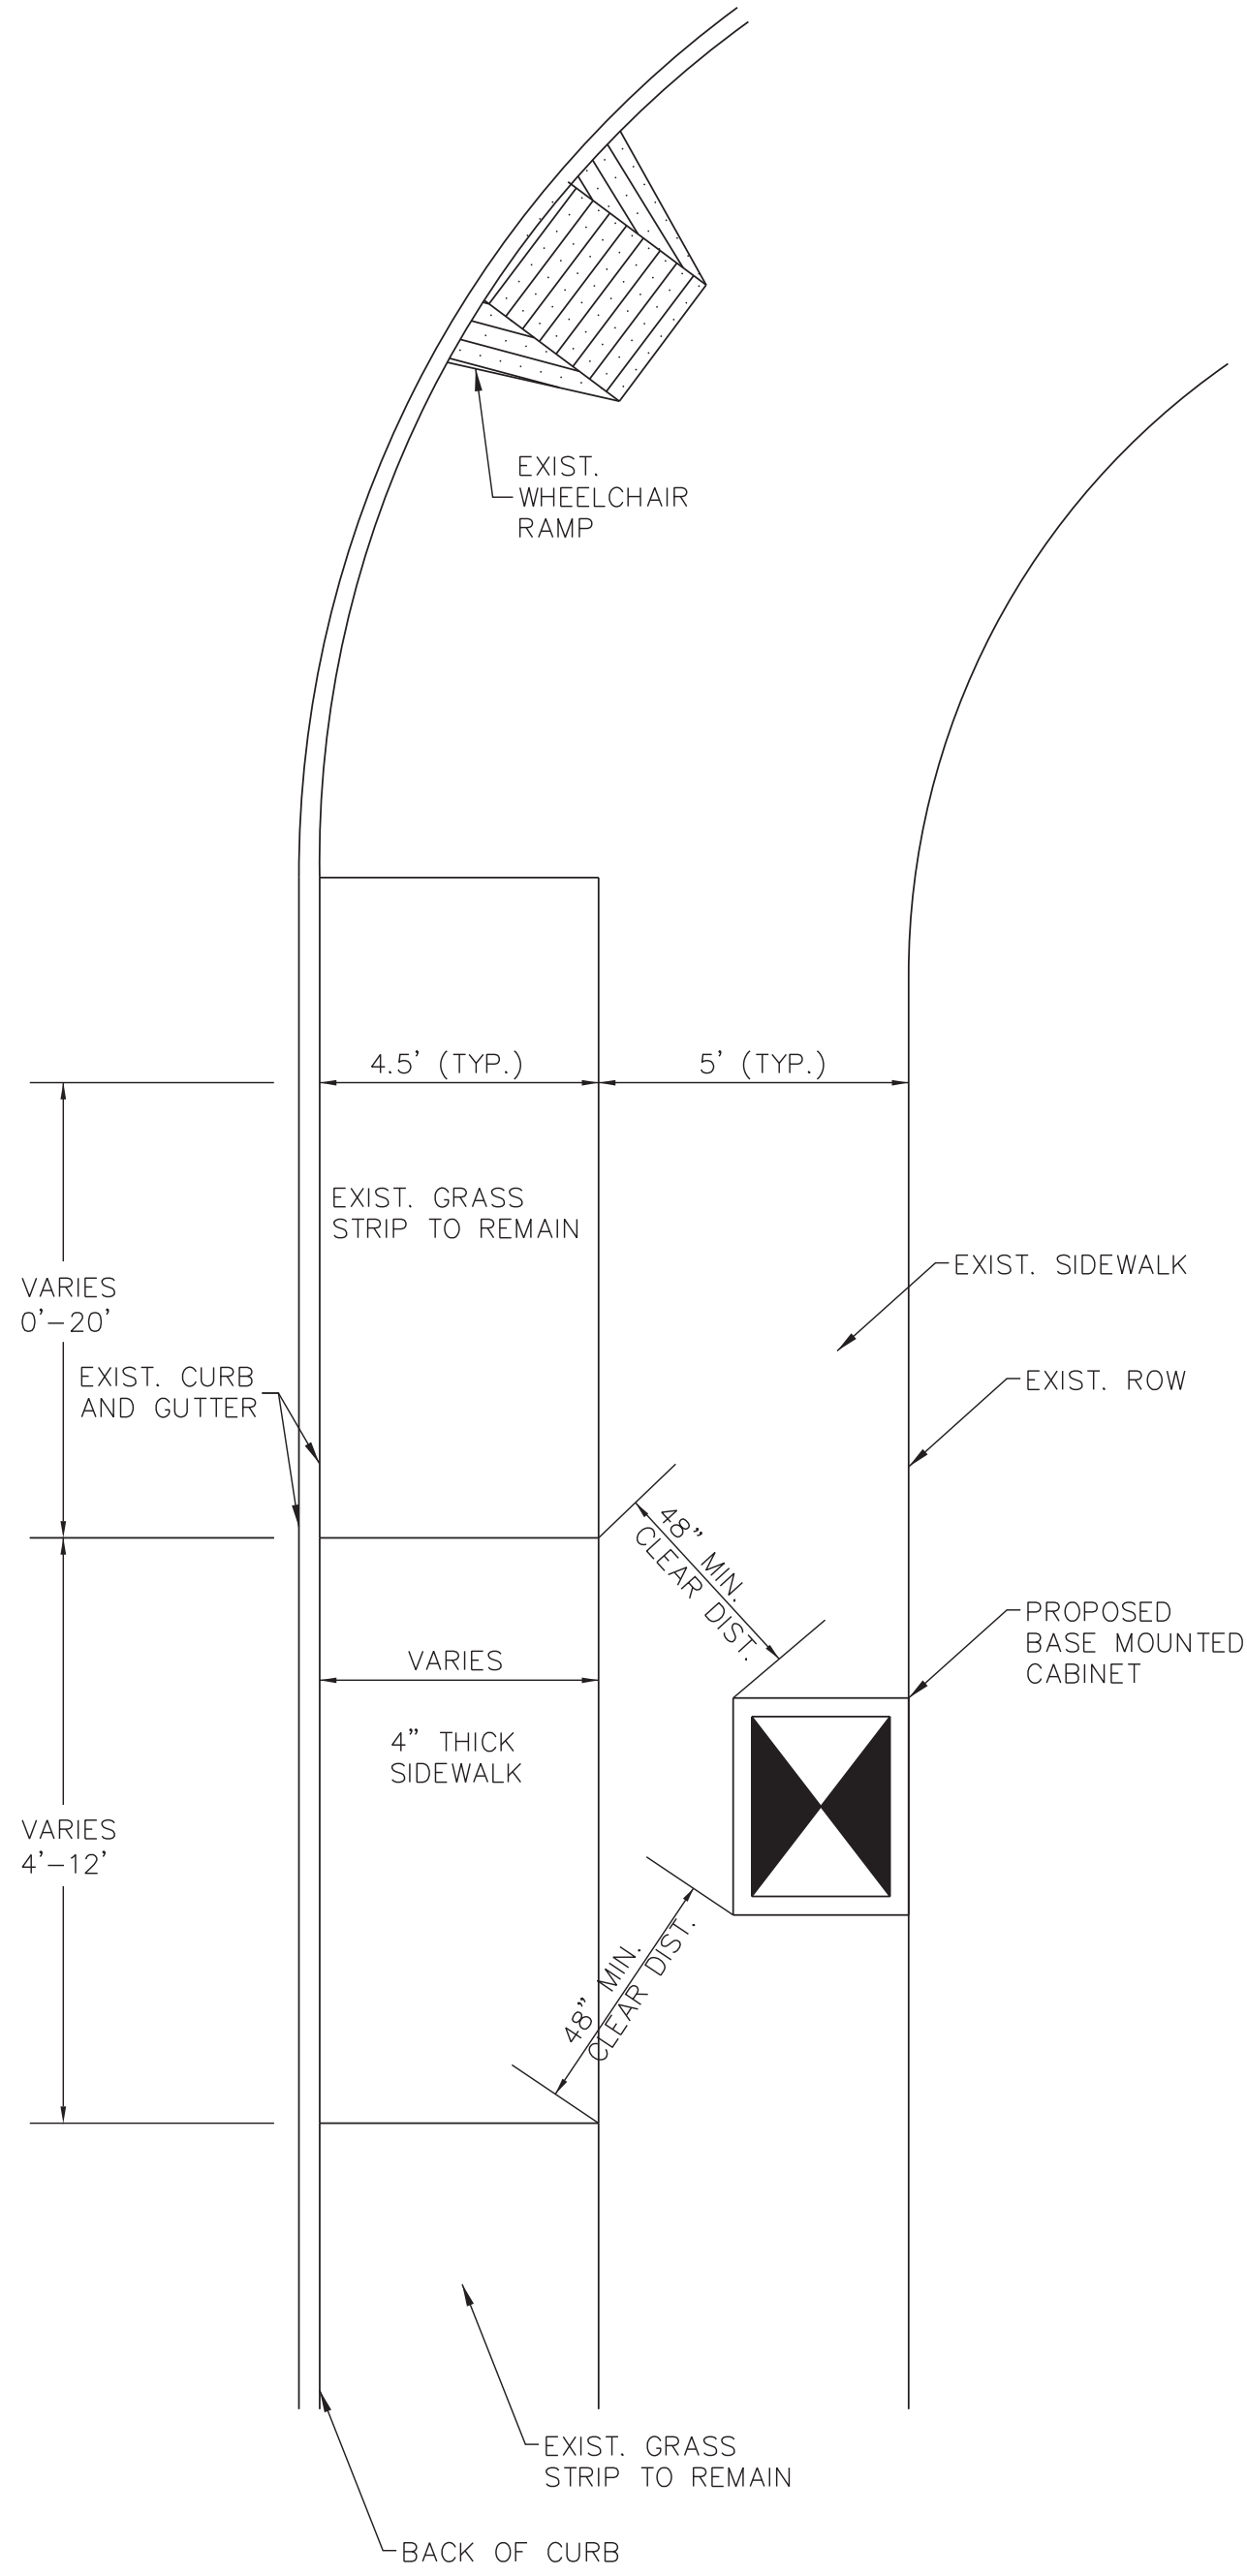 EXIST.
WHEELCHAIR
RAMP
4.5' (TYP.)
5' (TYP.)
EXIST. GRASS
STRIP TO REMAIN
EXIST. SIDEWALK
VARIES
0'-20'
EXIST. CURB
AND GUTTER
EXIST. ROW
48" MIN.
CLEAR DIST.
PROPOSED
BASE MOUNTED
CABINET
VARIES
4" THICK
SIDEWALK
VARIES
4'-12'
48" MIN.
CLEAR DIST.
EXIST. GRASS
STRIP TO REMAIN
BACK OF CURB